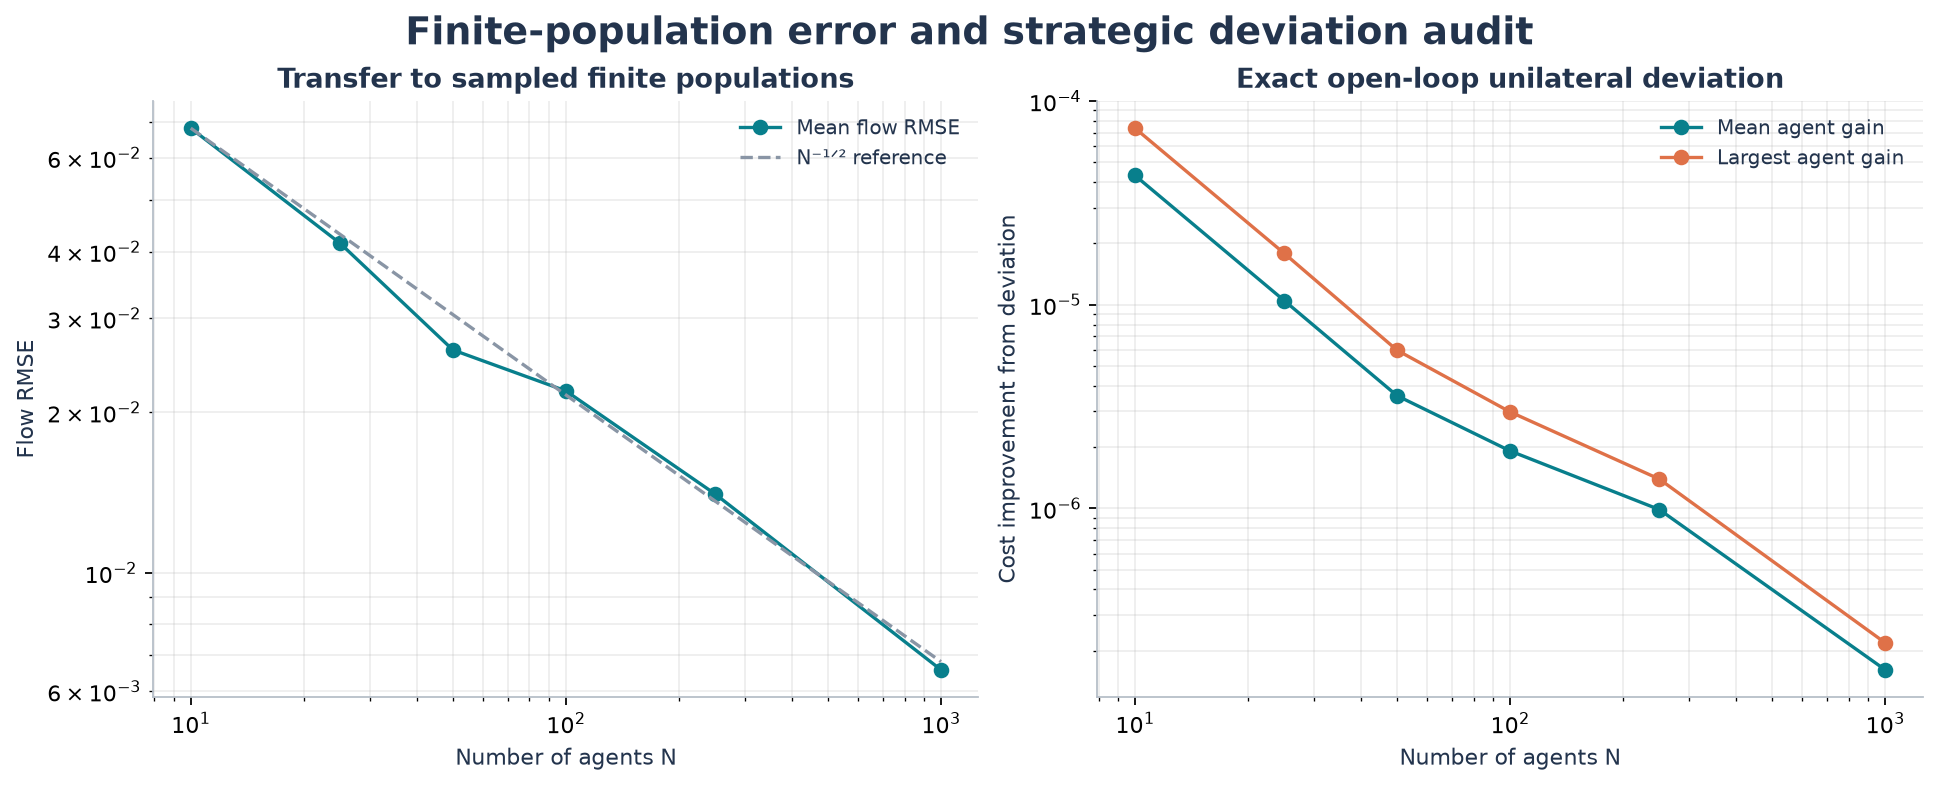 Finite-population error and strategic deviation audit
Transfer to sampled finite populations
Mean flow RMSE
N⁻¹ᐟ² reference
6 × 10⁻²
4 × 10⁻²
3 × 10⁻²
2 × 10⁻²
10⁻²
6 × 10⁻³
Flow RMSE
10¹
10²
10³
Number of agents N
Exact open-loop unilateral deviation
Mean agent gain
Largest agent gain
10⁻⁴
10⁻⁵
10⁻⁶
Cost improvement from deviation
10¹
10²
10³
Number of agents N